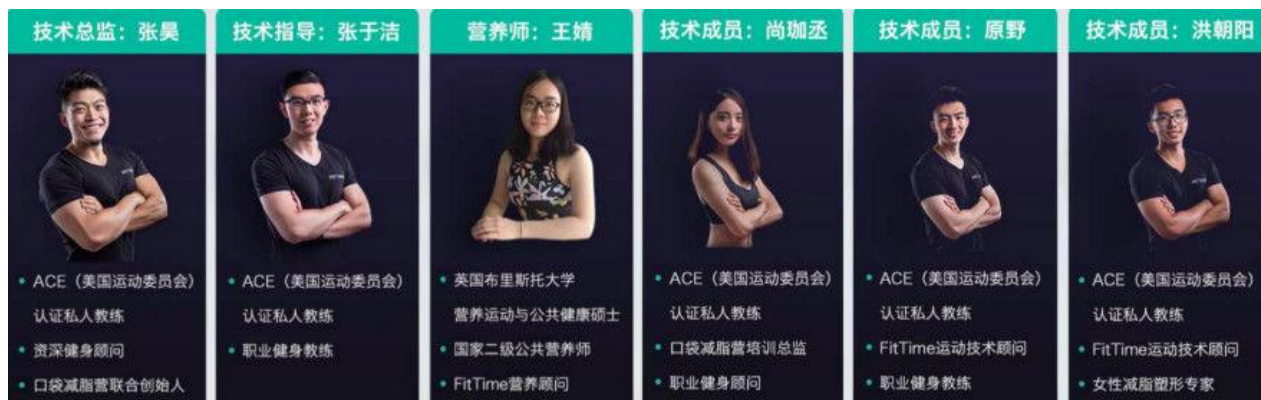 技术总监：张昊
ACE（美国运动委员会）
认证私人教练
资深健身顾问
口袋减脂营联合创始人
技术指导：张于洁
ACE（美国运动委员会）
认证私人教练
职业健身教练
营养师：王婧
英国布里斯托大学
营养运动与公共健康硕士
国家二级公共营养师
FitTime营养顾问
技术成员：尚珈丞
ACE（美国运动委员会）
认证私人教练
口袋减脂营培训总监
职业健身顾问
技术成员：原野
ACE（美国运动委员会）
认证私人教练
FitTime运动技术顾问
职业健身教练
技术成员：洪朝阳
ACE（美国运动委员会）
认证私人教练
FitTime运动技术顾问
女性减脂塑形专家